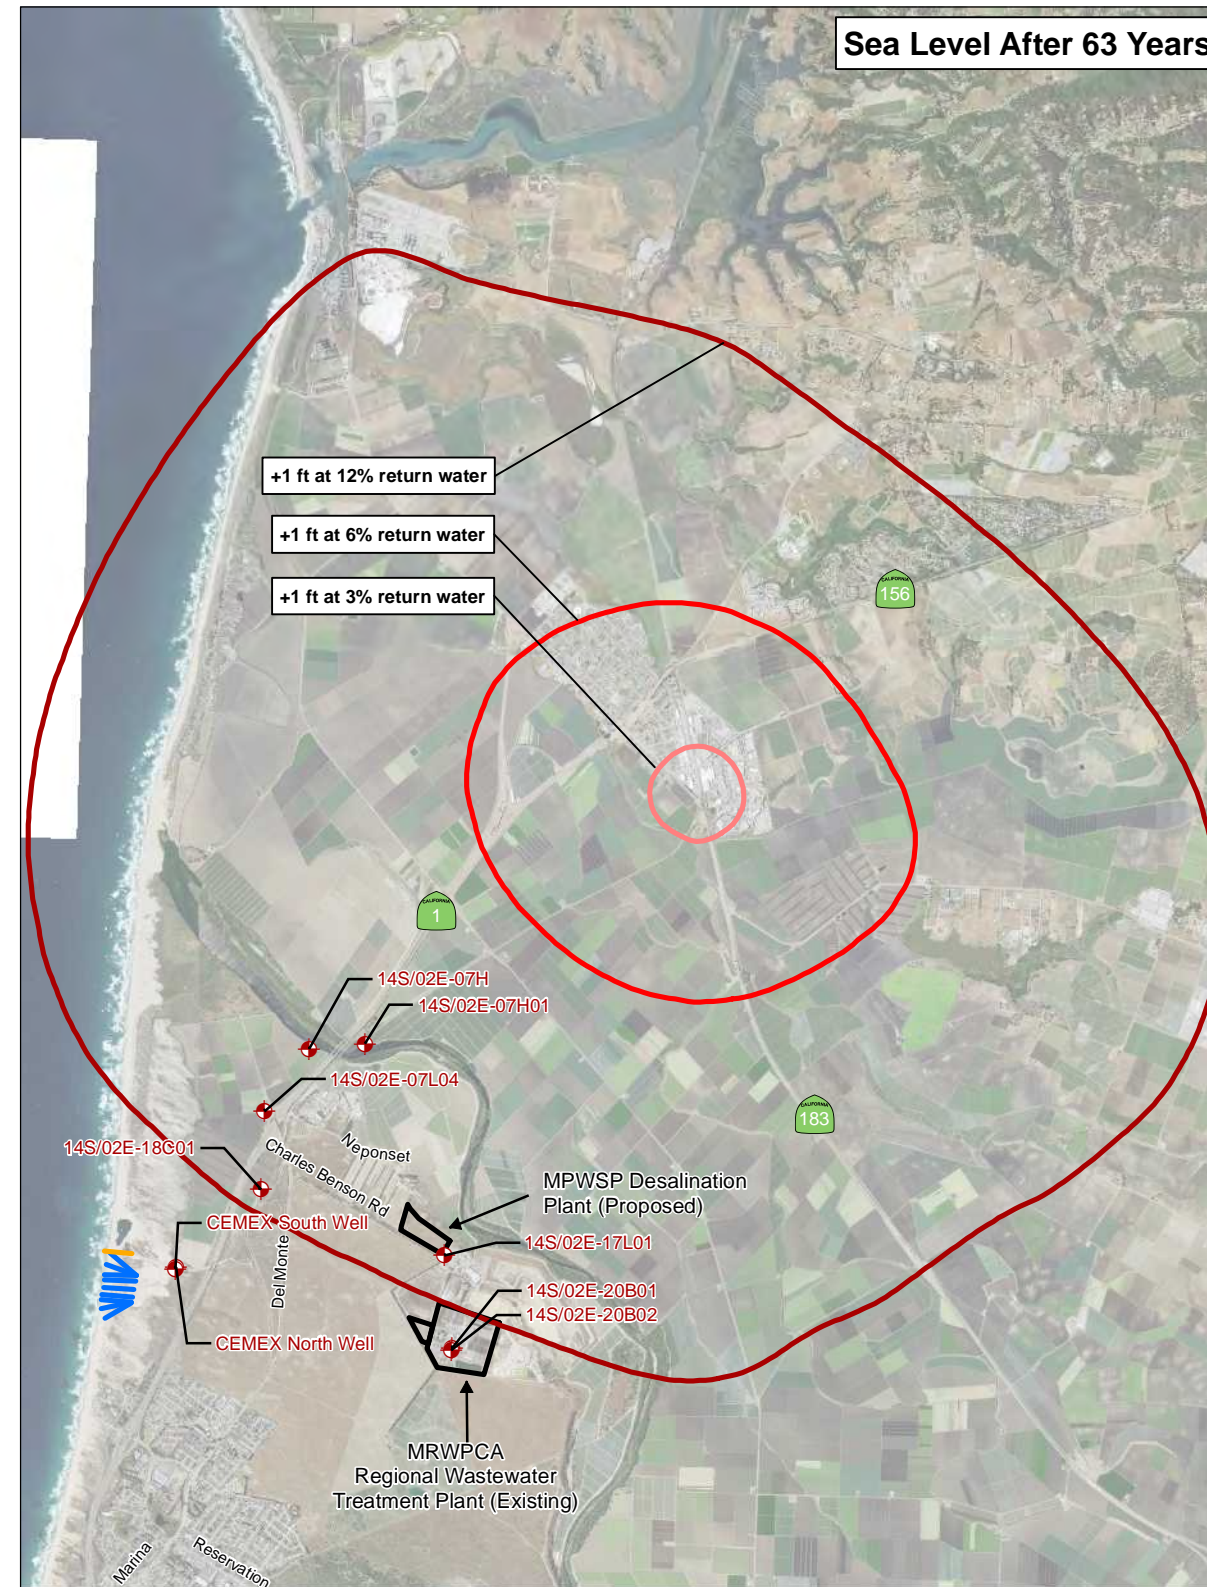 Sea Level After 63 Years
+1 ft at 12% return water
+1 ft at 6% return water
+1 ft at 3% return water
CALIFORNIA
156
CALIFORNIA
1
14S/02E-07H
14S/02E-07H01
14S/02E-07L04
CALIFORNIA
183
14S/02E-18C01
Neponset
Charles Benson Rd
MPWSP Desalination
Plant (Proposed)
CEMEX South Well
14S/02E-17L01
Del Monte
14S/02E-20B01
14S/02E-20B02
CEMEX North Well
MRWPCA
Regional Wastewater
Treatment Plant (Existing)
Marina
Reservation